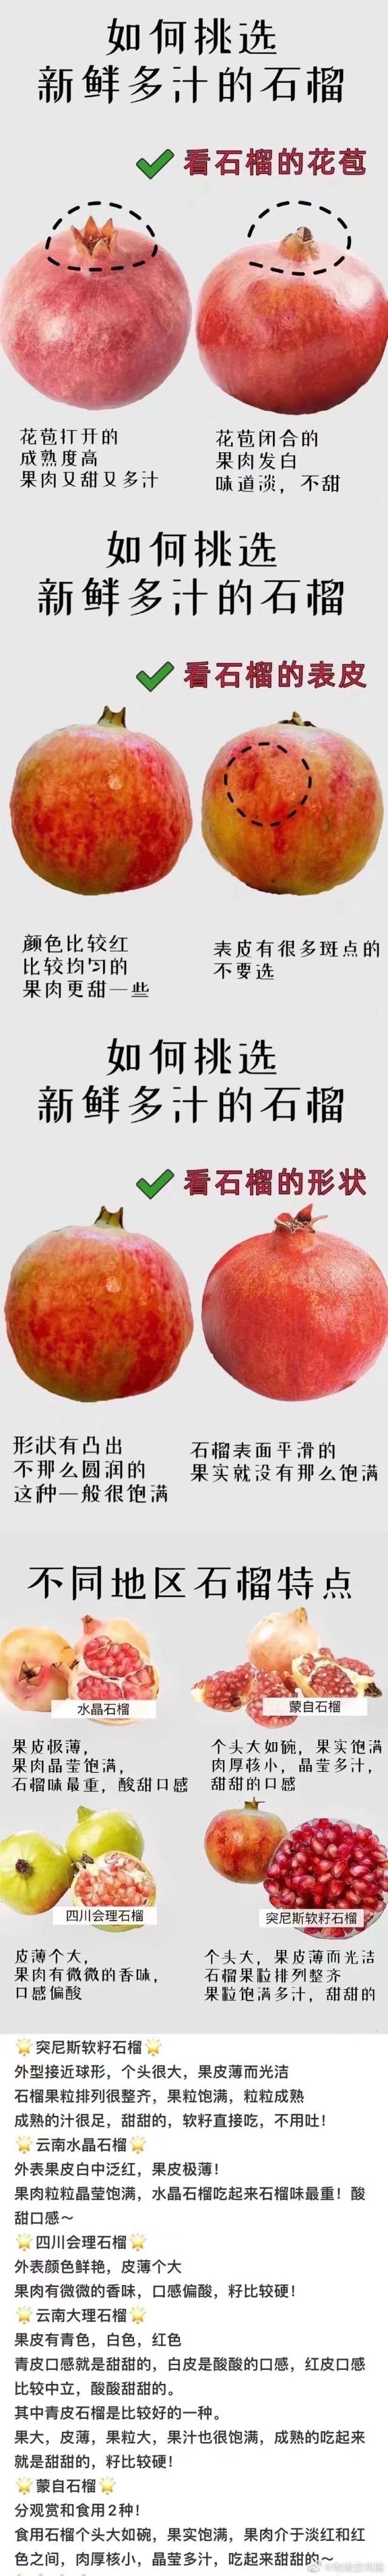 如何挑选
新鲜多汁的石榴
看石榴的花苞
花苞打开的
成熟度高
果肉又甜又多汁
花苞闭合的
果肉发白
味道淡，不甜
如何挑选
新鲜多汁的石榴
看石榴的表皮
颜色比较红
比较均匀的
果肉更甜一些
表皮有很多斑点的
不要选
如何挑选
新鲜多汁的石榴
看石榴的形状
形状有凸出
不那么圆润的
这种一般很饱满
石榴表面平滑的
果实就没有那么饱满
不同地区石榴特点
水晶石榴
果皮极薄，
果肉晶莹饱满，
石榴味最重，酸甜口感
蒙自石榴
个头大如碗，果实饱满
肉厚核小，晶莹多汁，
甜甜的口感
四川会理石榴
皮薄个大，
果肉有微微的香味，
口感偏酸
突尼斯软籽石榴
个头大，果皮薄而光洁
石榴果粒排列整齐
果粒饱满多汁，甜甜的
突尼斯软籽石榴
外型接近球形，个头很大，果皮薄而光洁
石榴果粒排列很整齐，果粒饱满，粒粒成熟
成熟的汁很足，甜甜的，软籽直接吃，不用吐！
云南水晶石榴
外表果皮白中泛红，果皮极薄！
果肉粒粒晶莹饱满，水晶石榴吃起来石榴味最重！酸
甜口感～
四川会理石榴
外表颜色鲜艳，皮薄个大
果肉有微微的香味，口感偏酸，籽比较硬！
云南大理石榴
果皮有青色，白色，红色
青皮口感就是甜甜的，白皮是酸酸的口感，红皮口感
比较中立，酸酸甜甜的。
其中青皮石榴是比较好的一种。
果大，皮薄，果粒大，果汁也很饱满，成熟的吃起来
就是甜甜的，籽比较硬！
蒙自石榴
分观赏和食用2种！
食用石榴个头大如碗，果实饱满，果肉介于淡红和红
色之间，肉厚核小，晶莹多汁，吃起来甜甜的～